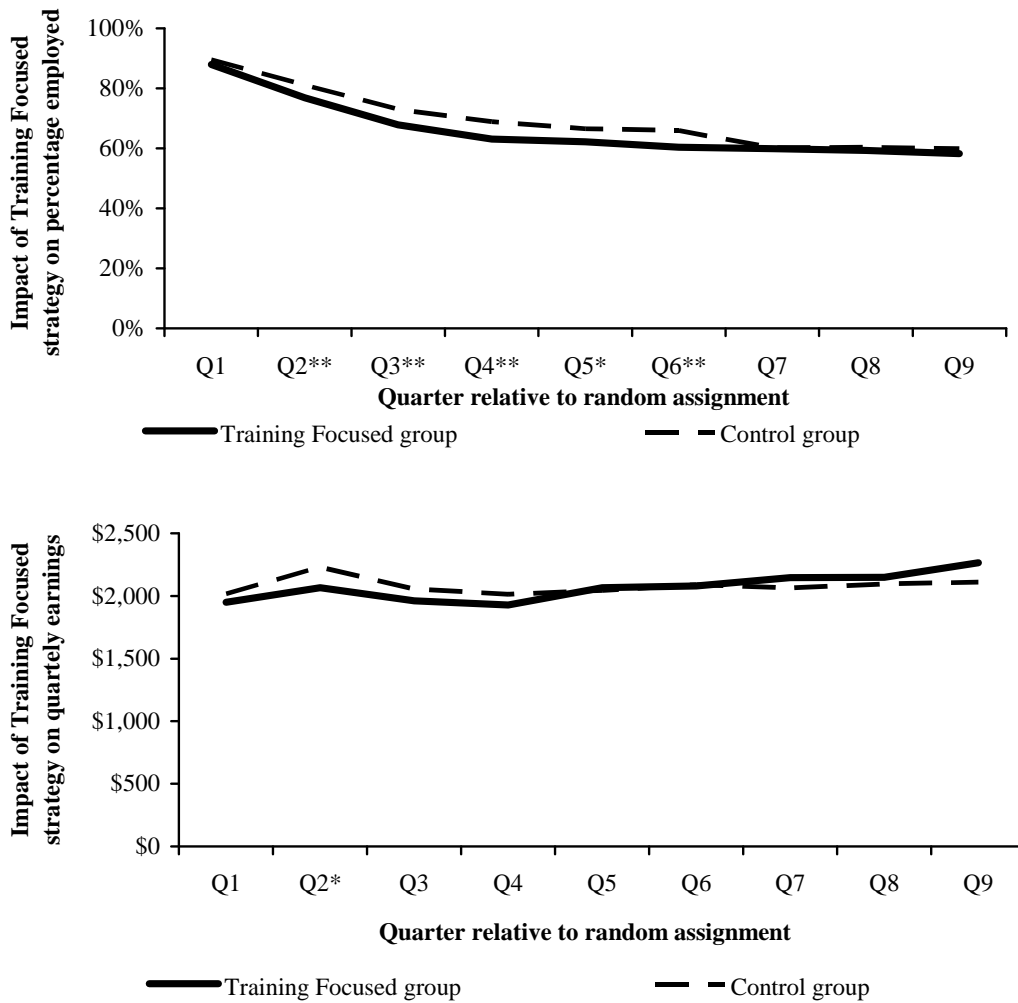 Impact of Training Focused
strategy on percentage employed
100%
80%
60%
40%
20%
0%
Q1 Q2** Q3** Q4** Q5* Q6** Q7 Q8 Q9
Quarter relative to random assignment
Training Focused group Control group
Impact of Training Focused
strategy on quartely earnings
$2,500
$2,000
$1,500
$1,000
$500
$0
Q1 Q2* Q3 Q4 Q5 Q6 Q7 Q8 Q9
Quarter relative to random assignment
Training Focused group Control group